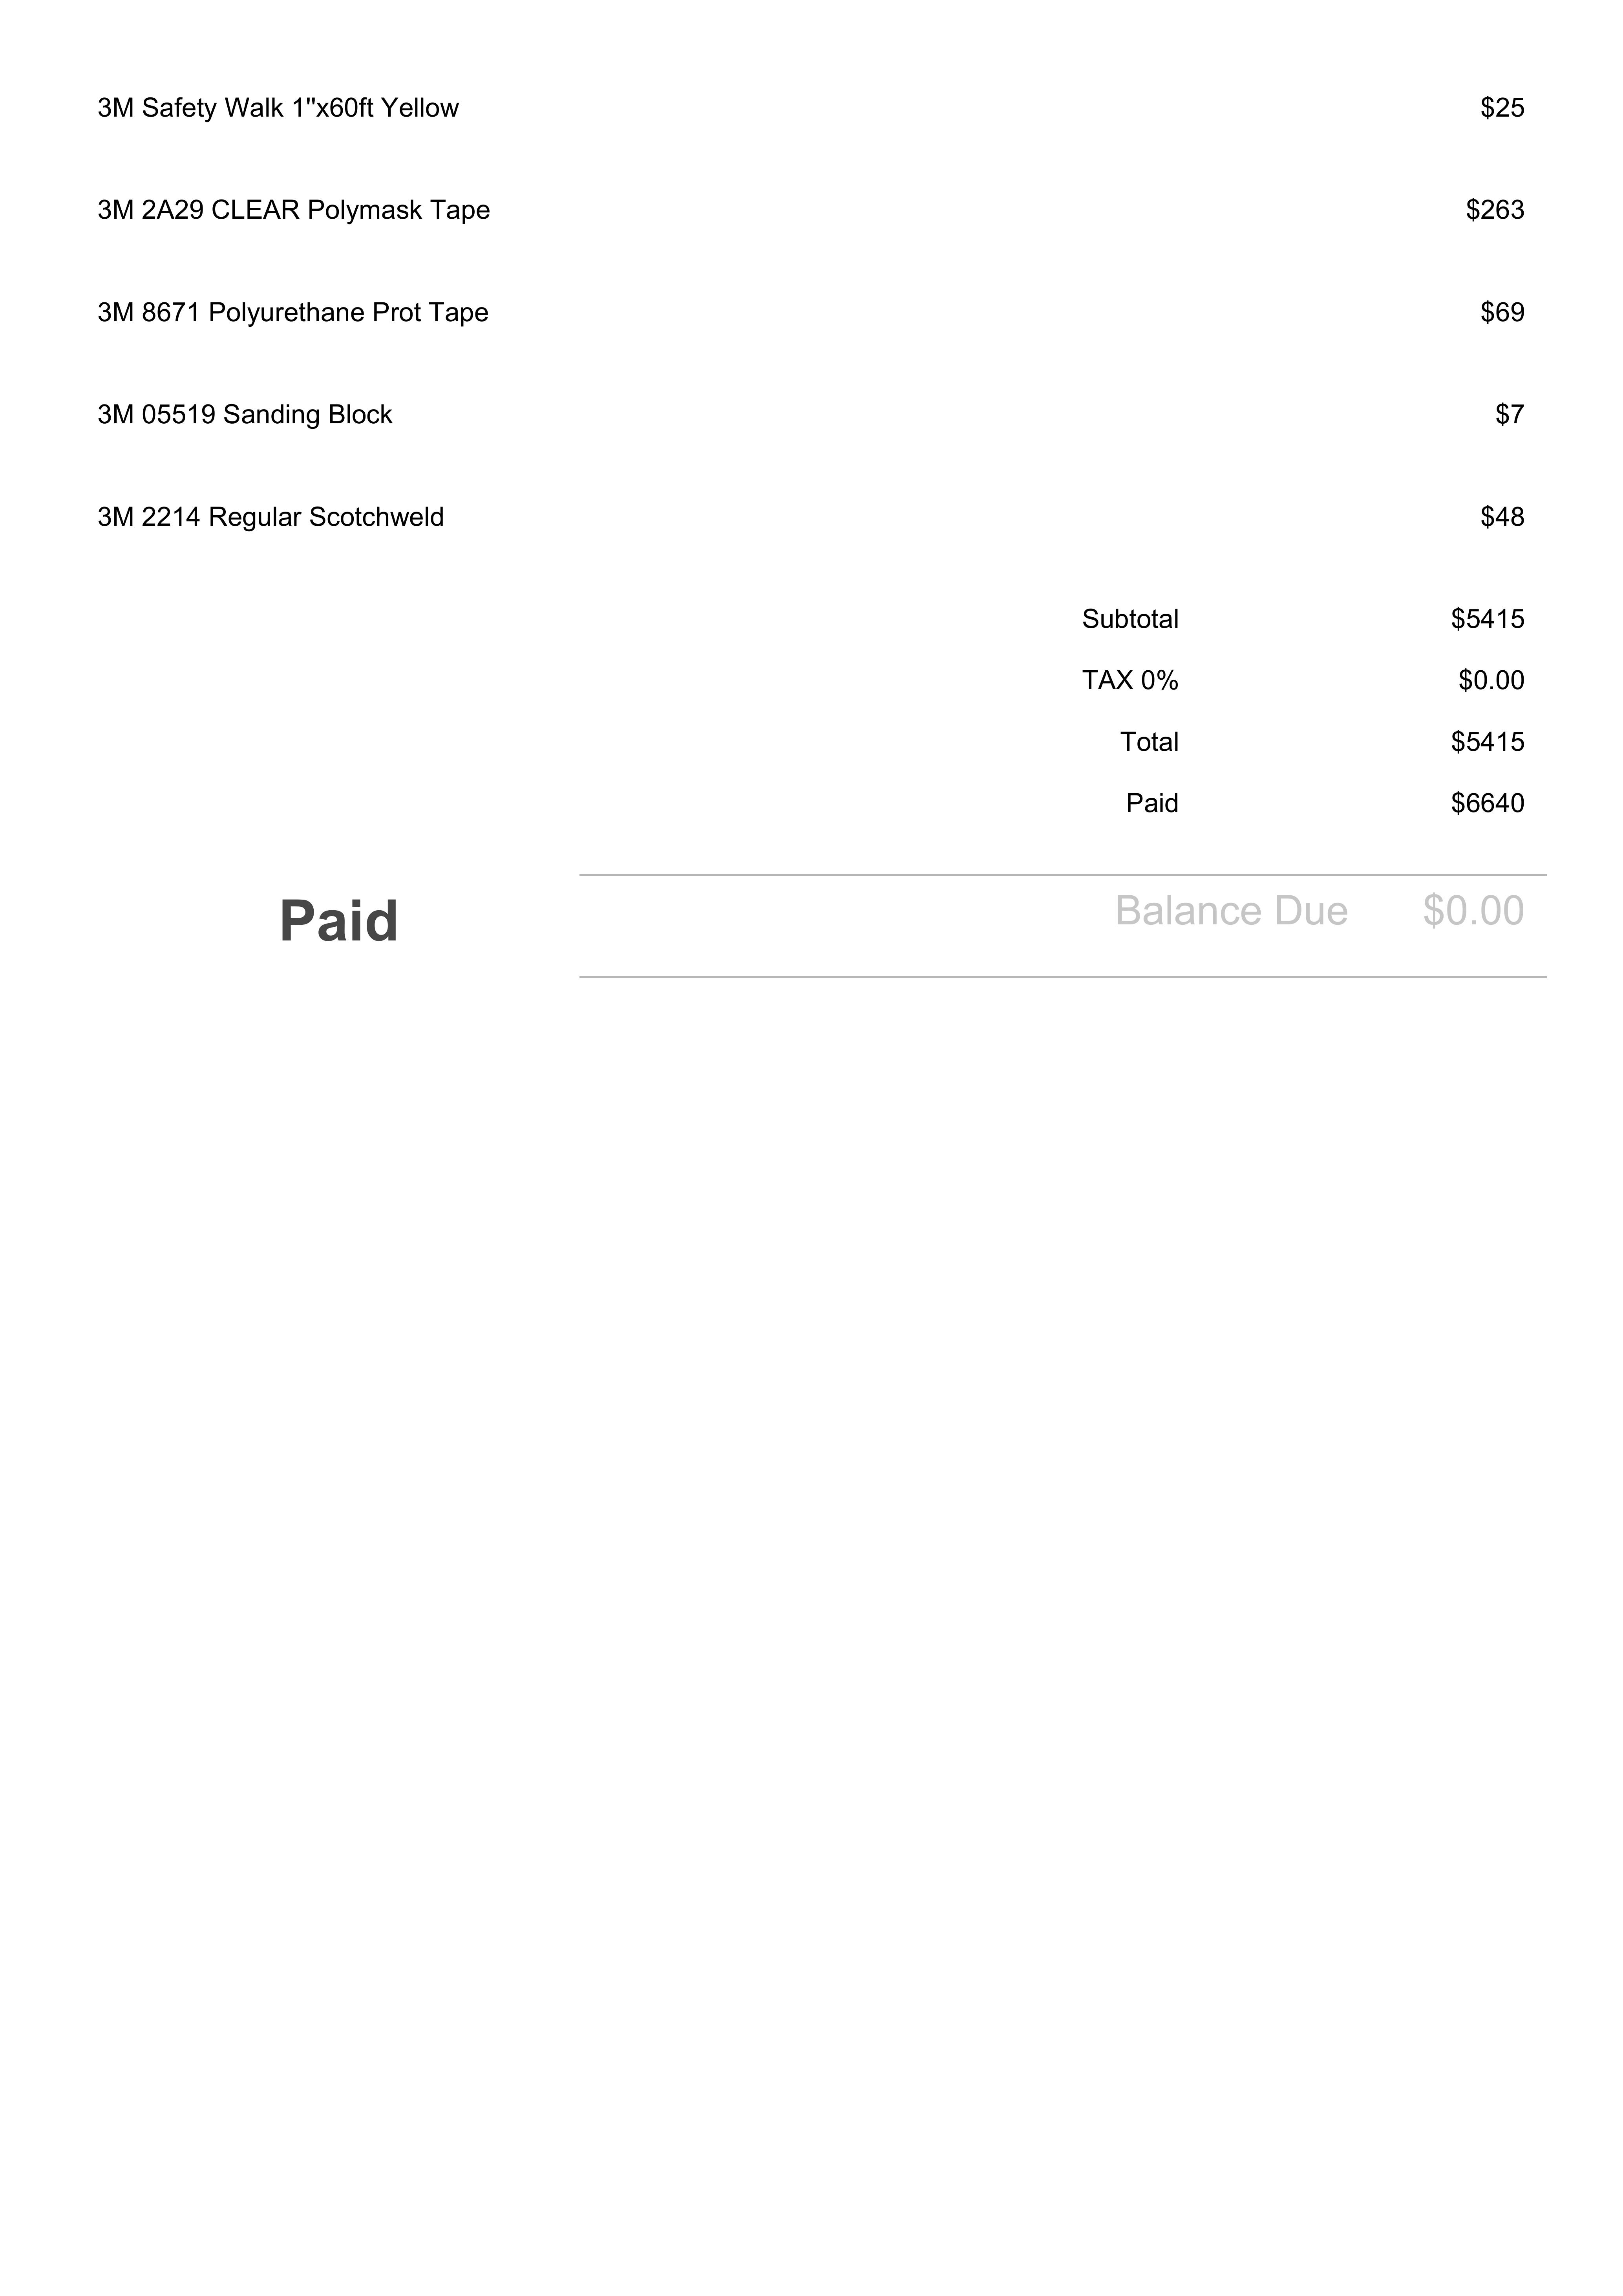 3M Safety Walk 1"x60ft Yellow $25
3M 2A29 CLEAR Polymask Tape $263
3M 8671 Polyurethane Prot Tape $69
3M 05519 Sanding Block $7
3M 2214 Regular Scotchweld $48
Subtotal $5415
TAX 0% $0.00
Total $5415
Paid $6640
Paid Balance Due $0.00